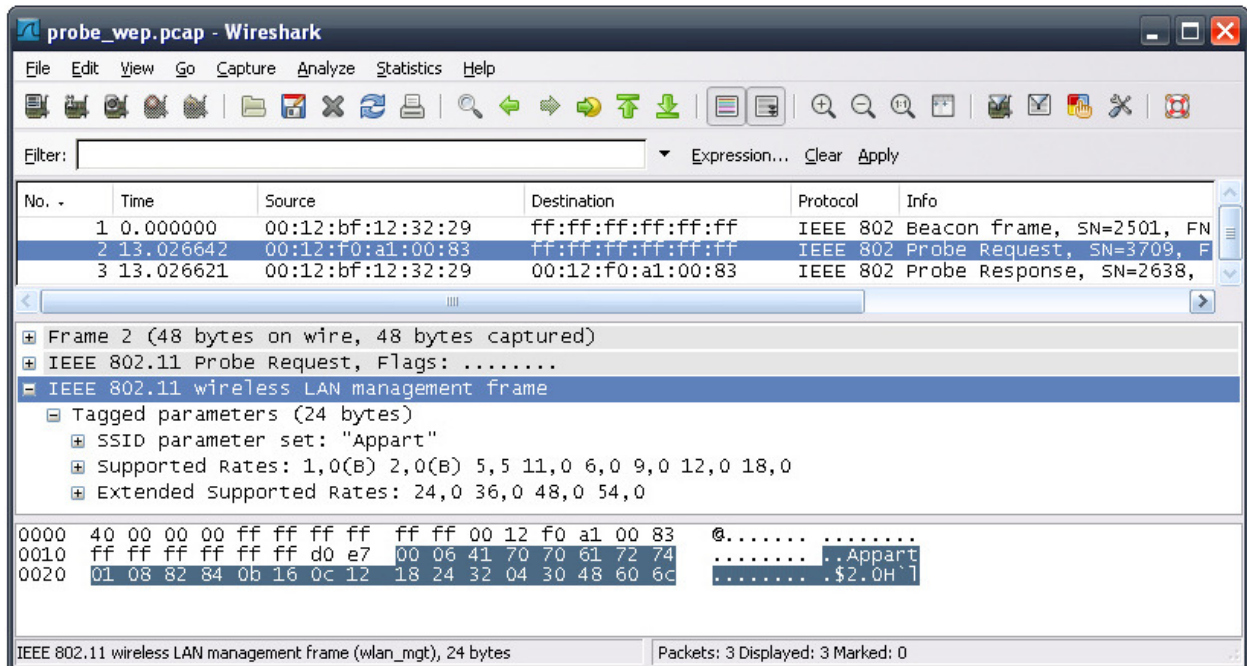 probe_wep.pcap - Wireshark
File Edit View Go Capture Analyze Statistics Help
Filter: Expression... Clear Apply
No. - Time Source Destination Protocol Info
1 0.000000 00:12:bf:12:32:29 ff:ff:ff:ff:ff:ff IEEE 802 Beacon frame, SN=2501, FN
2 13.026642 00:12:f0:a1:00:83 ff:ff:ff:ff:ff:ff IEEE 802 Probe Request, SN=3709, F
3 13.026621 00:12:bf:12:32:29 00:12:f0:a1:00:83 IEEE 802 Probe Response, SN=2638,
Frame 2 (48 bytes on wire, 48 bytes captured)
IEEE 802.11 Probe Request, Flags: ........
IEEE 802.11 wireless LAN management frame
Tagged parameters (24 bytes)
SSID parameter set: "Appart"
Supported Rates: 1,0(B) 2,0(B) 5,5 11,0 6,0 9,0 12,0 18,0
Extended Supported Rates: 24,0 36,0 48,0 54,0
0000 40 00 00 00 ff ff ff ff ff ff 00 12 f0 a1 00 83 @....... ........
0010 ff ff ff ff ff ff d0 e7 00 06 41 70 70 61 72 74 ........ ..Appart
0020 01 08 82 84 0b 16 0c 12 18 24 32 04 30 48 60 6c ........ .$2.0H`l
IEEE 802.11 wireless LAN management frame (wlan_mgt), 24 bytes Packets: 3 Displayed: 3 Marked: 0